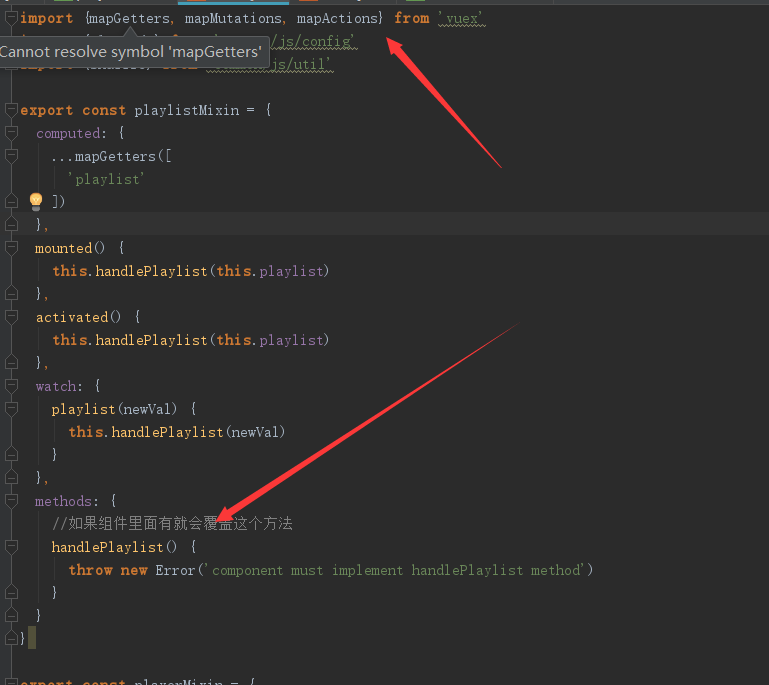 import {mapGetters, mapMutations, mapActions} from 'vuex'
Cannot resolve symbol 'mapGetters'
/js/config'
js/util'
export const playlistMixin = {
computed: {
...mapGetters([
'playlist'
])
},
mounted() {
this.handlePlaylist(this.playlist)
},
activated() {
this.handlePlaylist(this.playlist)
},
watch: {
playlist(newVal) {
this.handlePlaylist(newVal)
}
},
methods: {
//如果组件里面有就会覆盖这个方法
handlePlaylist() {
throw new Error('component must implement handlePlaylist method')
}
}
}
export const playerMixin = {